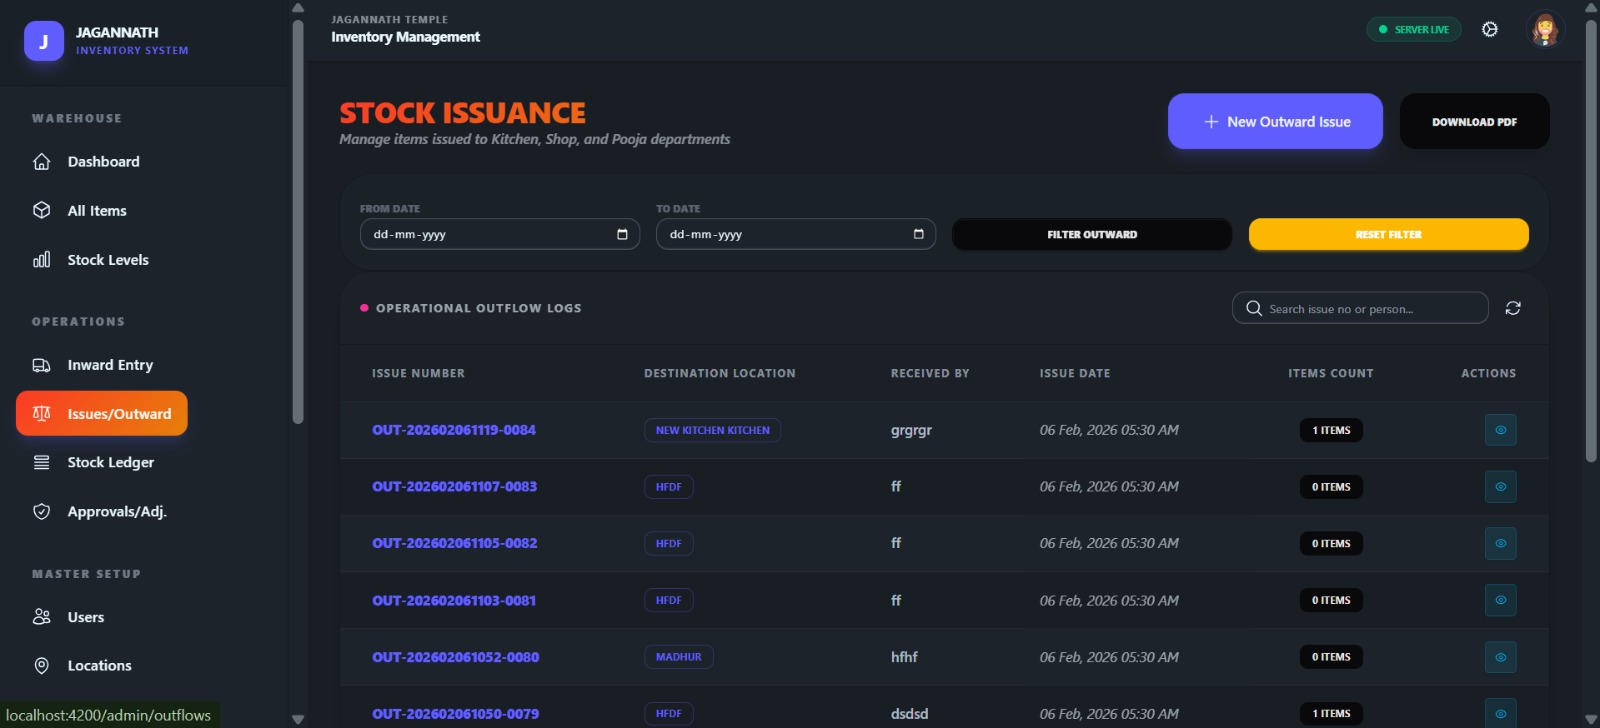 J
JAGANNATH
INVENTORY SYSTEM
WAREHOUSE
Dashboard
All Items
Stock Levels
OPERATIONS
Inward Entry
Issues/Outward
Stock Ledger
Approvals/Adj.
MASTER SETUP
Users
Locations
localhost:4200/admin/outflows
JAGANNATH TEMPLE
Inventory Management
SERVER LIVE
STOCK ISSUANCE
Manage items issued to Kitchen, Shop, and Pooja departments
New Outward Issue
DOWNLOAD PDF
FROM DATE
dd-mm-yyyy
TO DATE
dd-mm-yyyy
FILTER OUTWARD
RESET FILTER
OPERATIONAL OUTFLOW LOGS
Search issue no or person...
ISSUE NUMBER DESTINATION LOCATION RECEIVED BY ISSUE DATE ITEMS COUNT ACTIONS
OUT-202602061119-0084 NEW KITCHEN KITCHEN grgrgr 06 Feb, 2026 05:30 AM 1 ITEMS
OUT-202602061107-0083 HFDF ff 06 Feb, 2026 05:30 AM 0 ITEMS
OUT-202602061105-0082 HFDF ff 06 Feb, 2026 05:30 AM 0 ITEMS
OUT-202602061103-0081 HFDF ff 06 Feb, 2026 05:30 AM 0 ITEMS
OUT-202602061052-0080 MADHUR hfhf 06 Feb, 2026 05:30 AM 0 ITEMS
OUT-202602061050-0079 HFDF dsdsd 06 Feb, 2026 05:30 AM 1 ITEMS